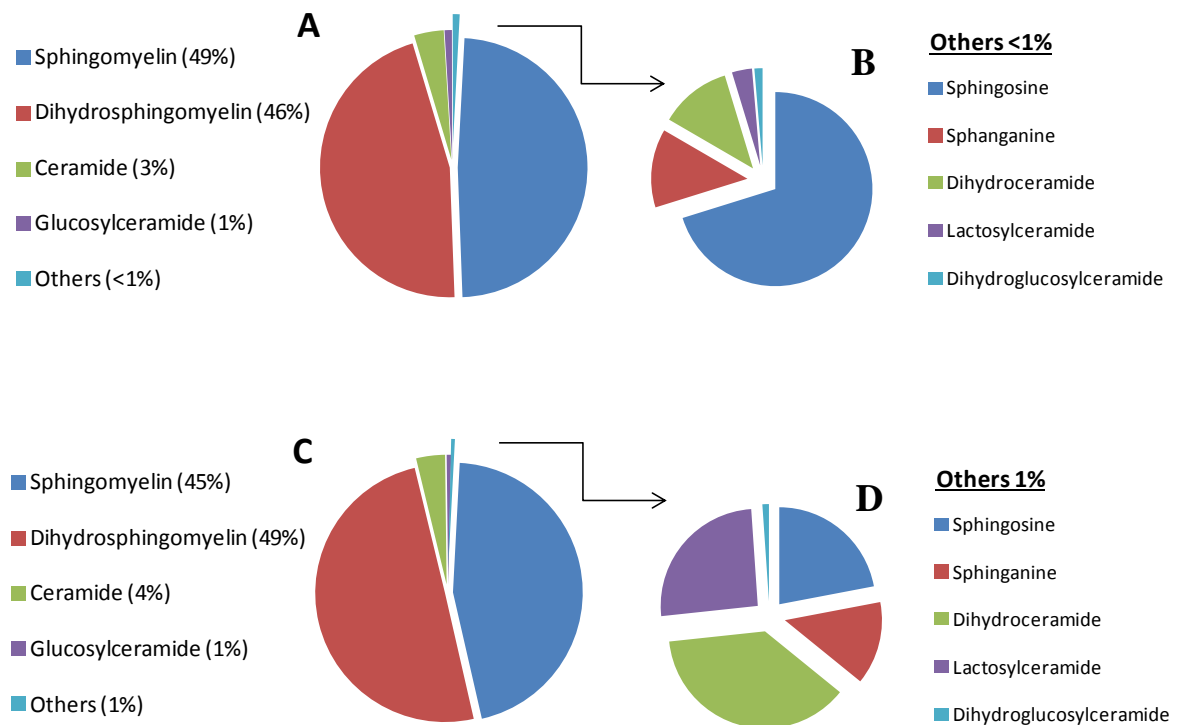 A
Sphingomyelin (49%)
Dihydrosphingomyelin (46%)
Ceramide (3%)
Glucosylceramide (1%)
Others (<1%)
B
Others <1%
Sphingosine
Sphanganine
Dihydroceramide
Lactosylceramide
Dihydroglucosylceramide
C
Sphingomyelin (45%)
Dihydrosphingomyelin (49%)
Ceramide (4%)
Glucosylceramide (1%)
Others (1%)
D
Others 1%
Sphingosine
Sphinganine
Dihydroceramide
Lactosylceramide
Dihydroglucosylceramide